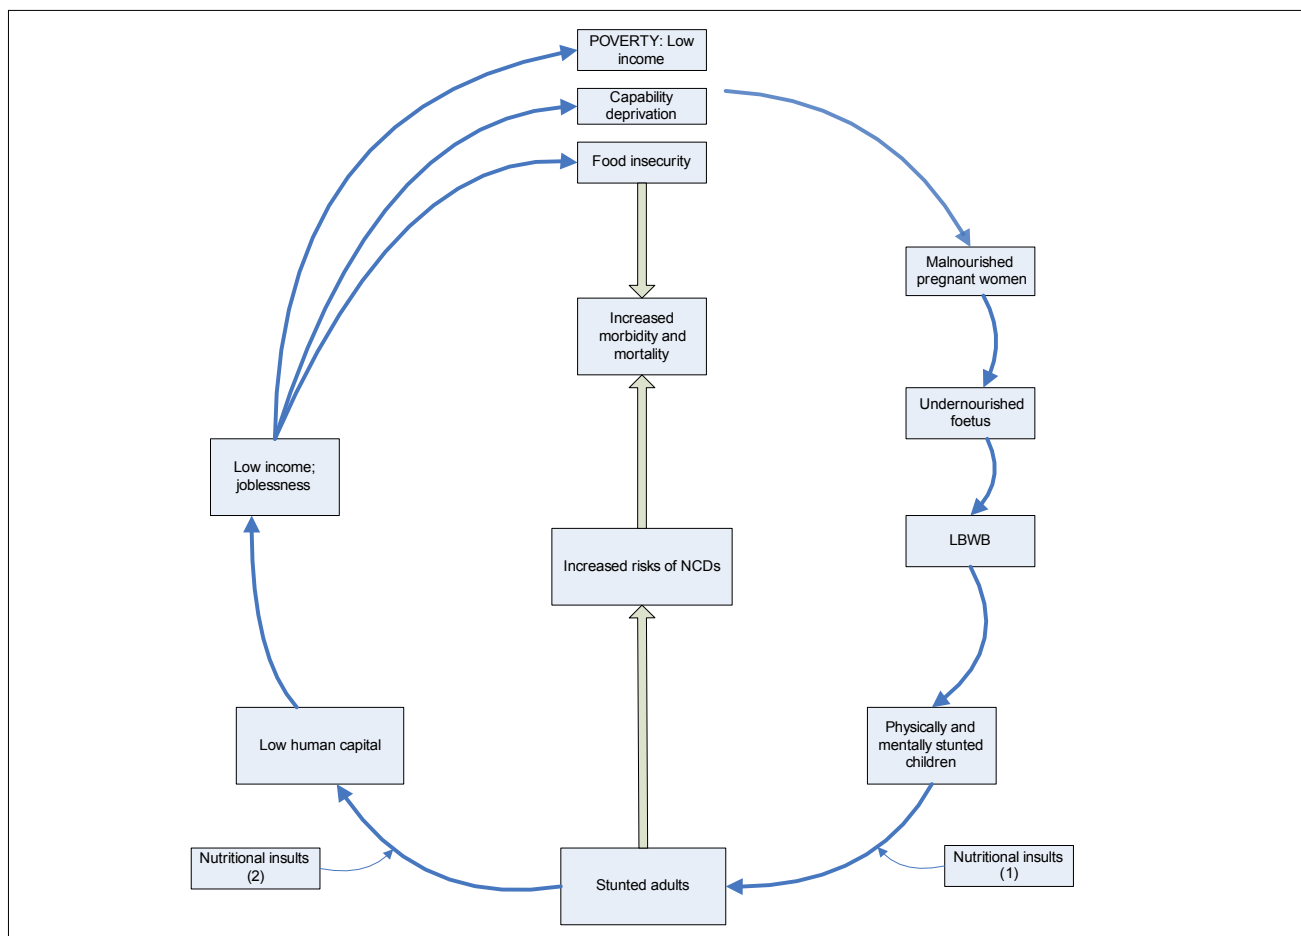 POVERTY: Low
income
Capability
deprivation
Food insecurity
Malnourished
pregnant women
Increased
morbidity and
mortality
Undernourished
foetus
Low income;
joblessness
LBWB
Increased risks of NCDs
Physically and
mentally stunted
children
Low human capital
Nutritional insults
(2)
Stunted adults
Nutritional insults
(1)